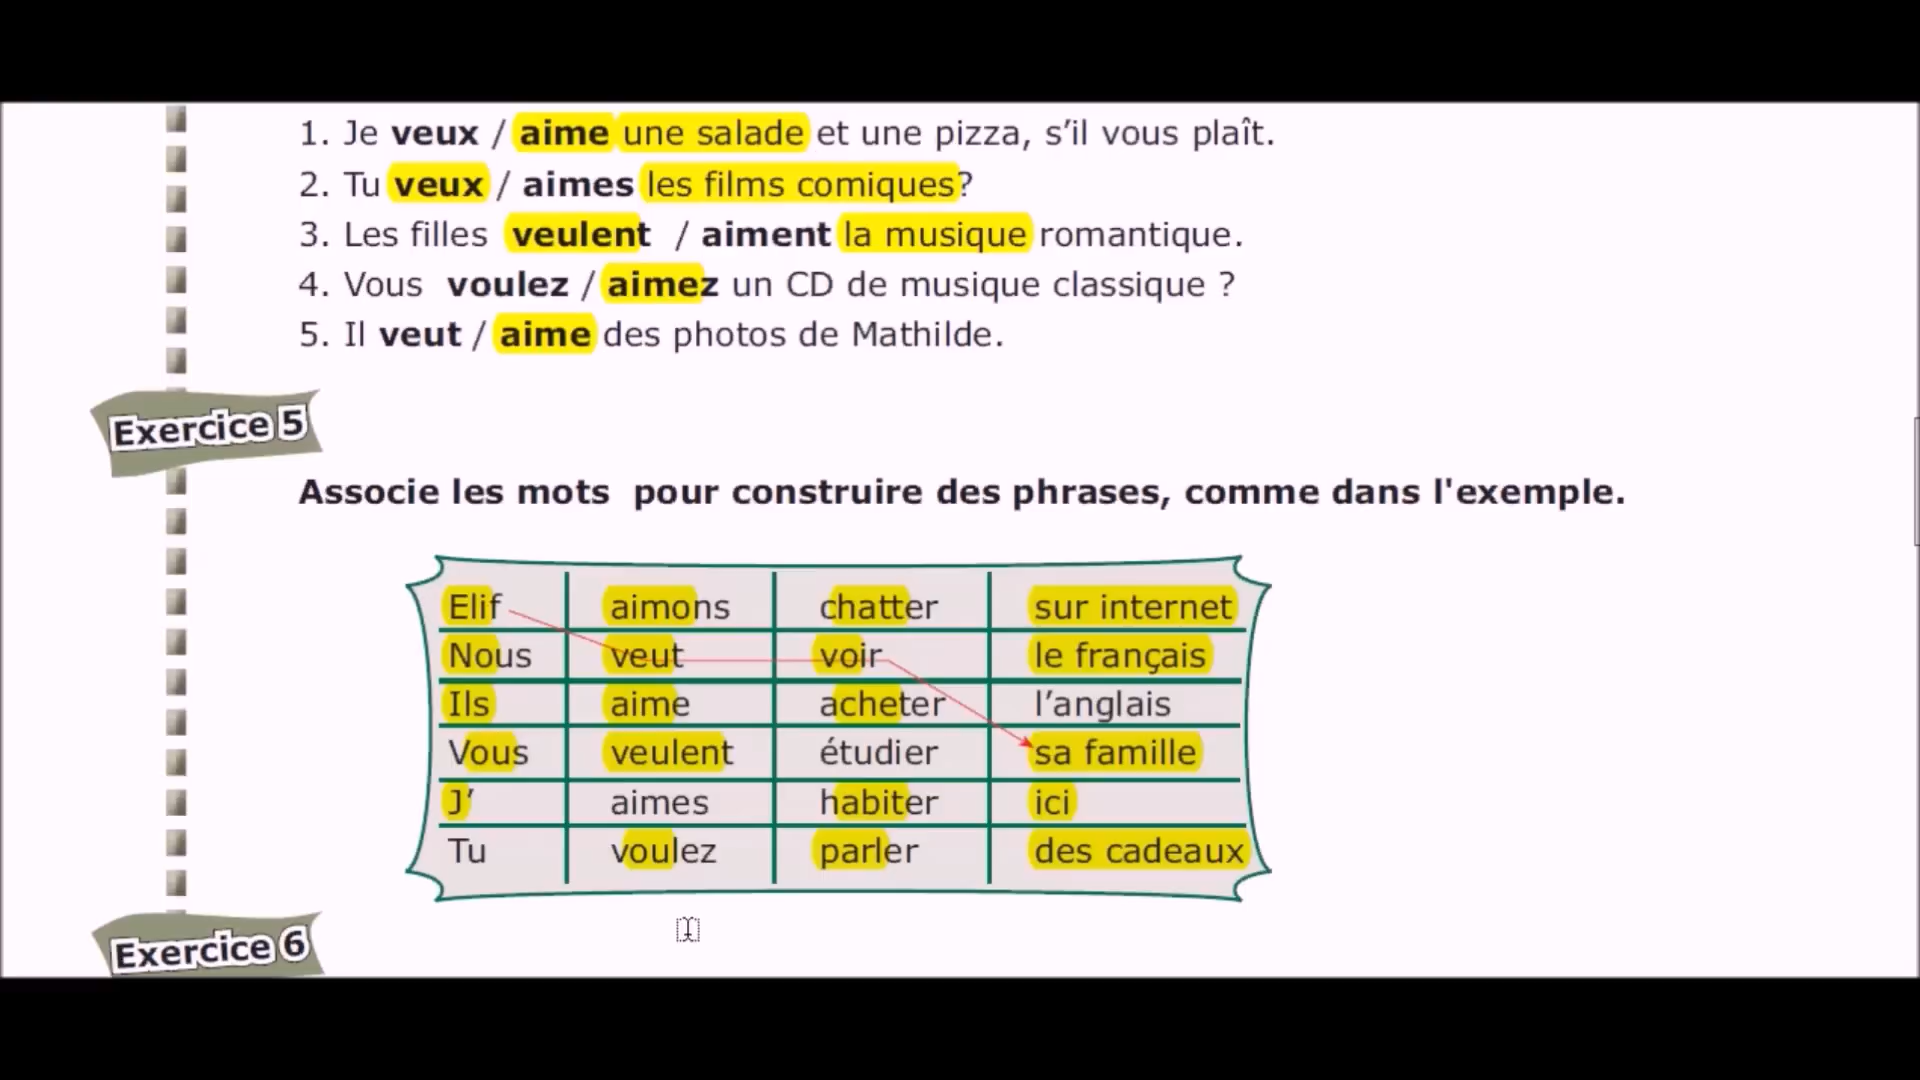 1. Je veux / aime une salade et une pizza, s’il vous plaît.
2. Tu veux / aimes les films comiques?
3. Les filles veulent / aiment la musique romantique.
4. Vous voulez / aimez un CD de musique classique ?
5. Il veut / aime des photos de Mathilde.
Exercice 5
Associe les mots pour construire des phrases, comme dans l'exemple.
Elif aimons chatter sur internet
Nous veut voir le français
Ils aime acheter l’anglais
Vous veulent étudier sa famille
J’ aimes habiter ici
Tu voulez parler des cadeaux
Exercice 6